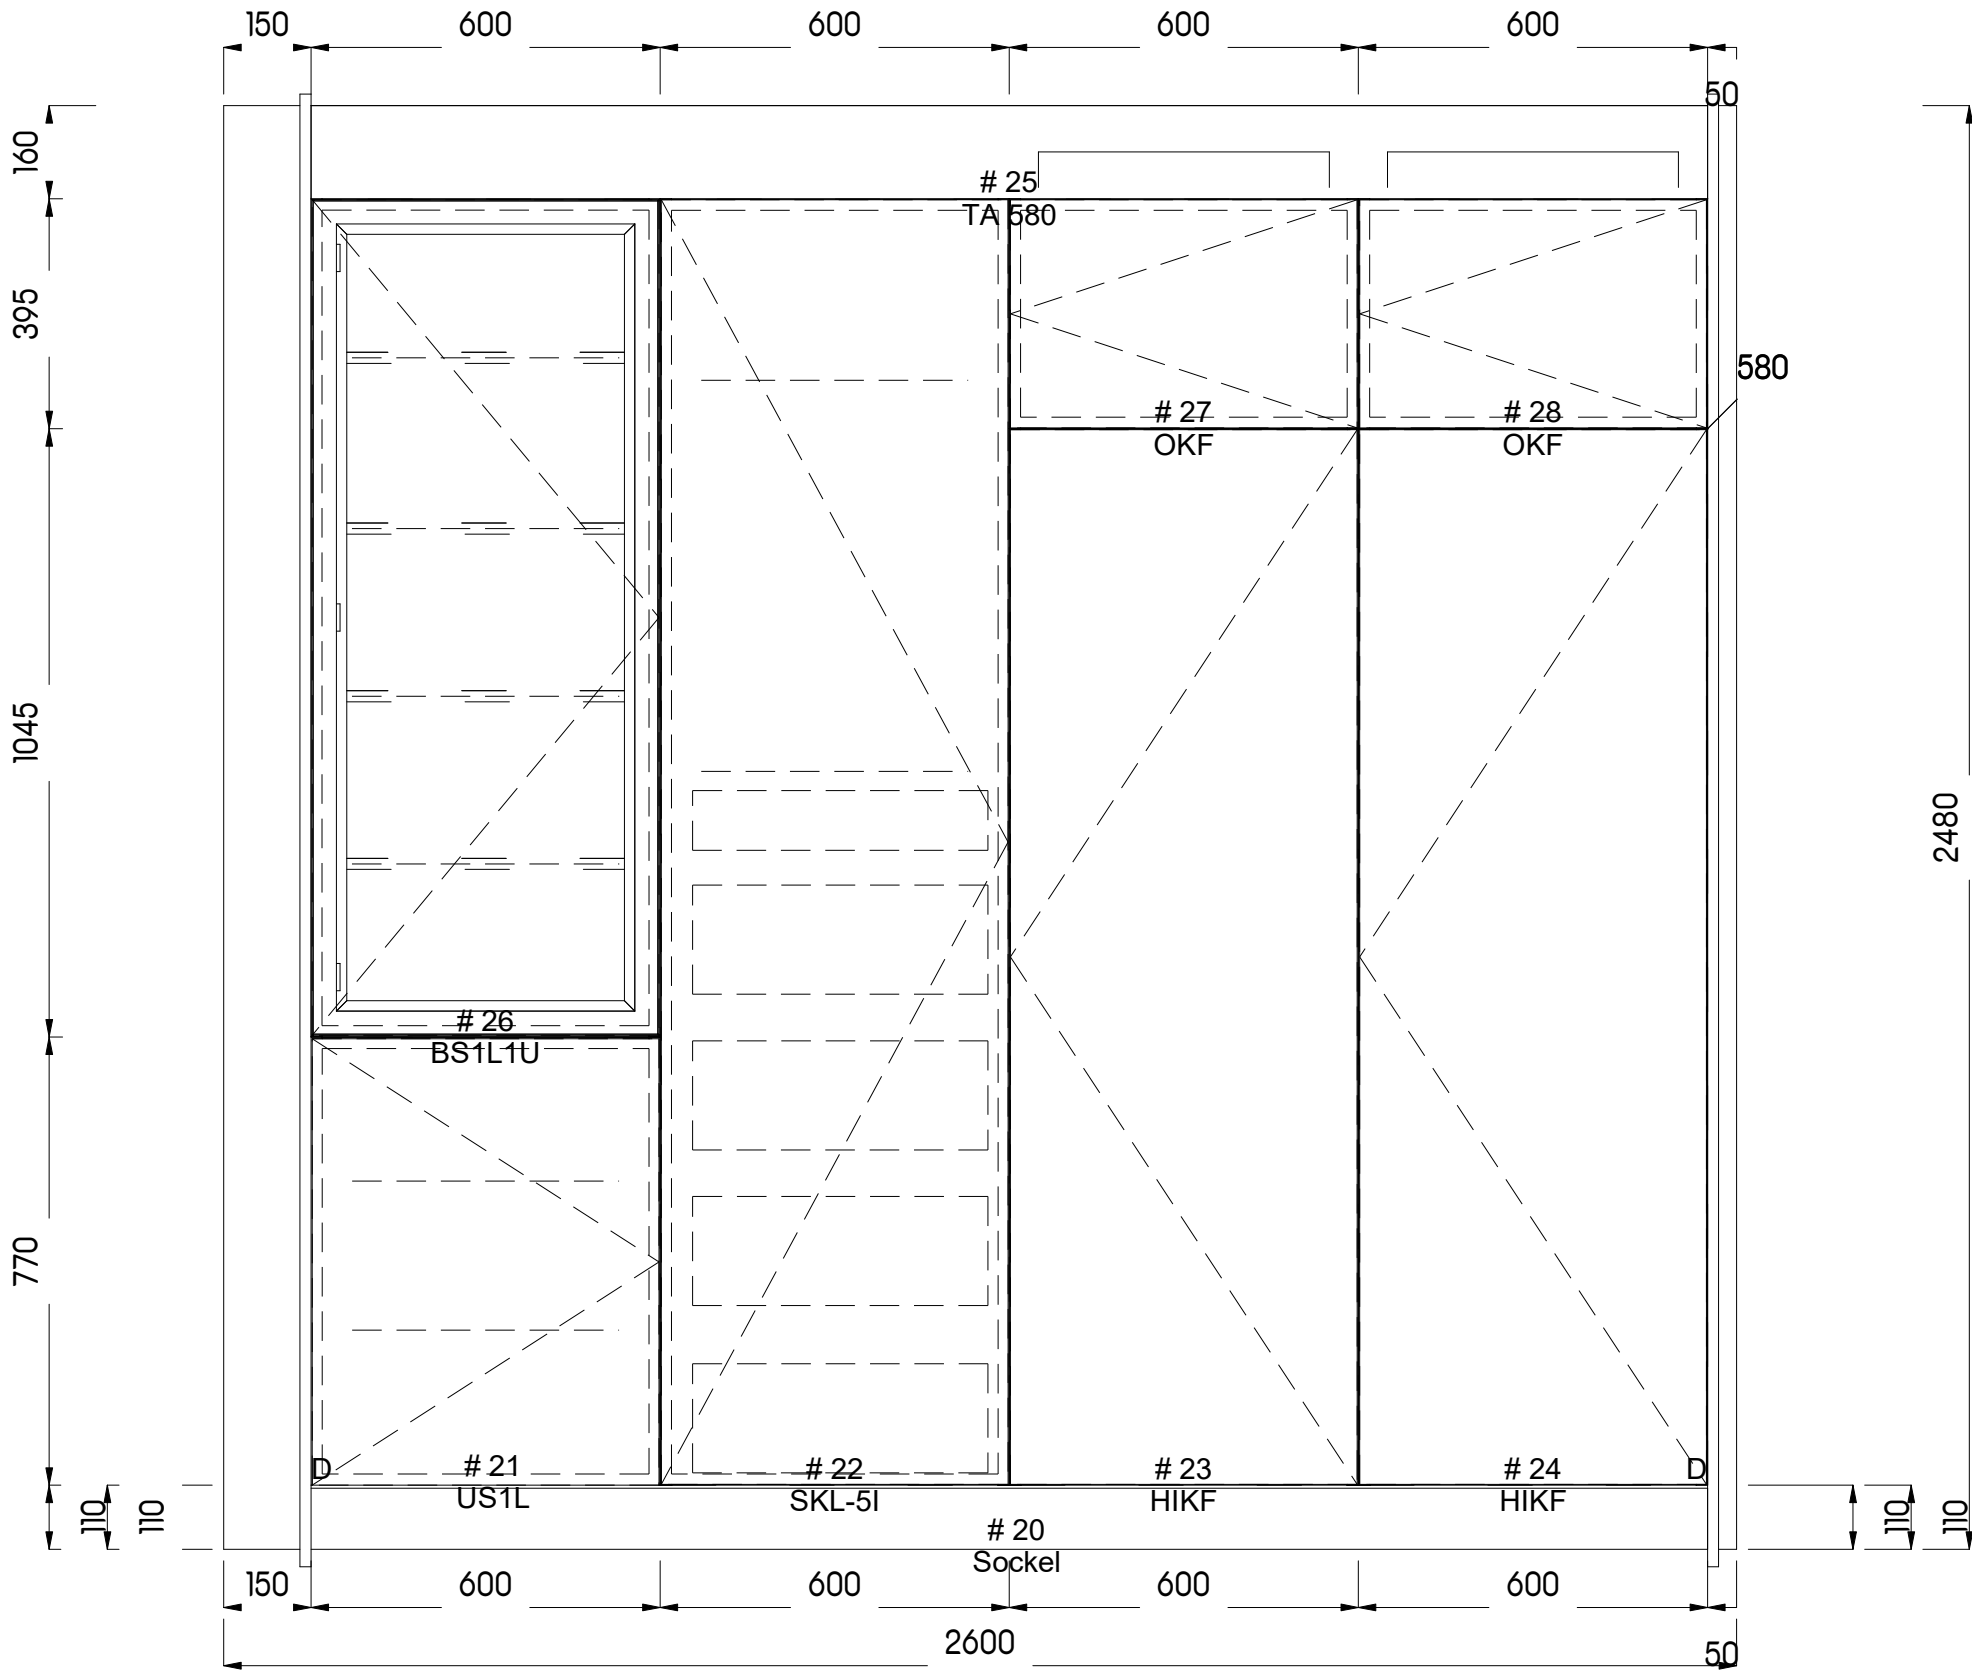 150 600 600 600 600
50
160
# 25
TA 580
395
580
# 27 # 28
OKF OKF
1045
2480
# 26
BS1L1U
770
D # 21 # 22 # 23 # 24 D
US1L SKL-5I HIKF HIKF
110 110 110 110 110
# 20
Sockel
150 600 600 600 600
2600
50